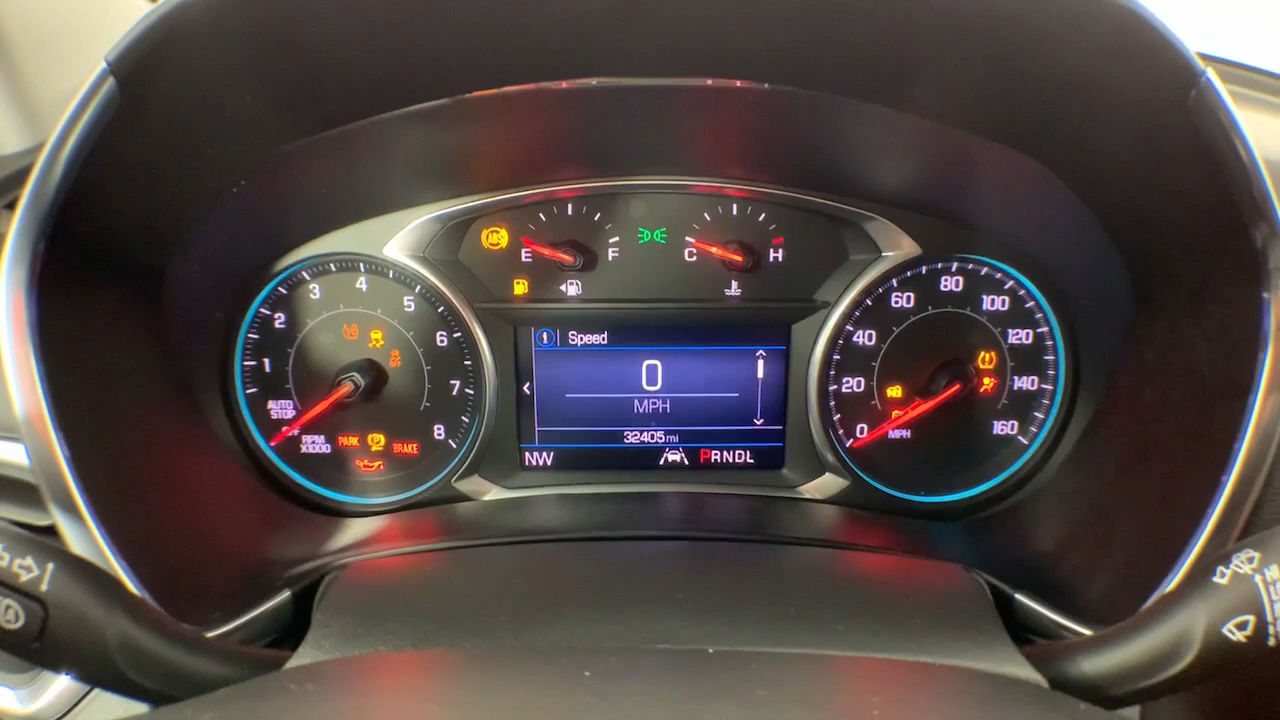 ABS
E
F
C
H
1
2
3
4
5
6
7
8
AUTO
STOP
RPM
X1000
PARK
P
BRAKE
Speed
0
MPH
32405 mi
NW
PRNDL
0
20
40
60
80
100
120
140
160
MPH
A